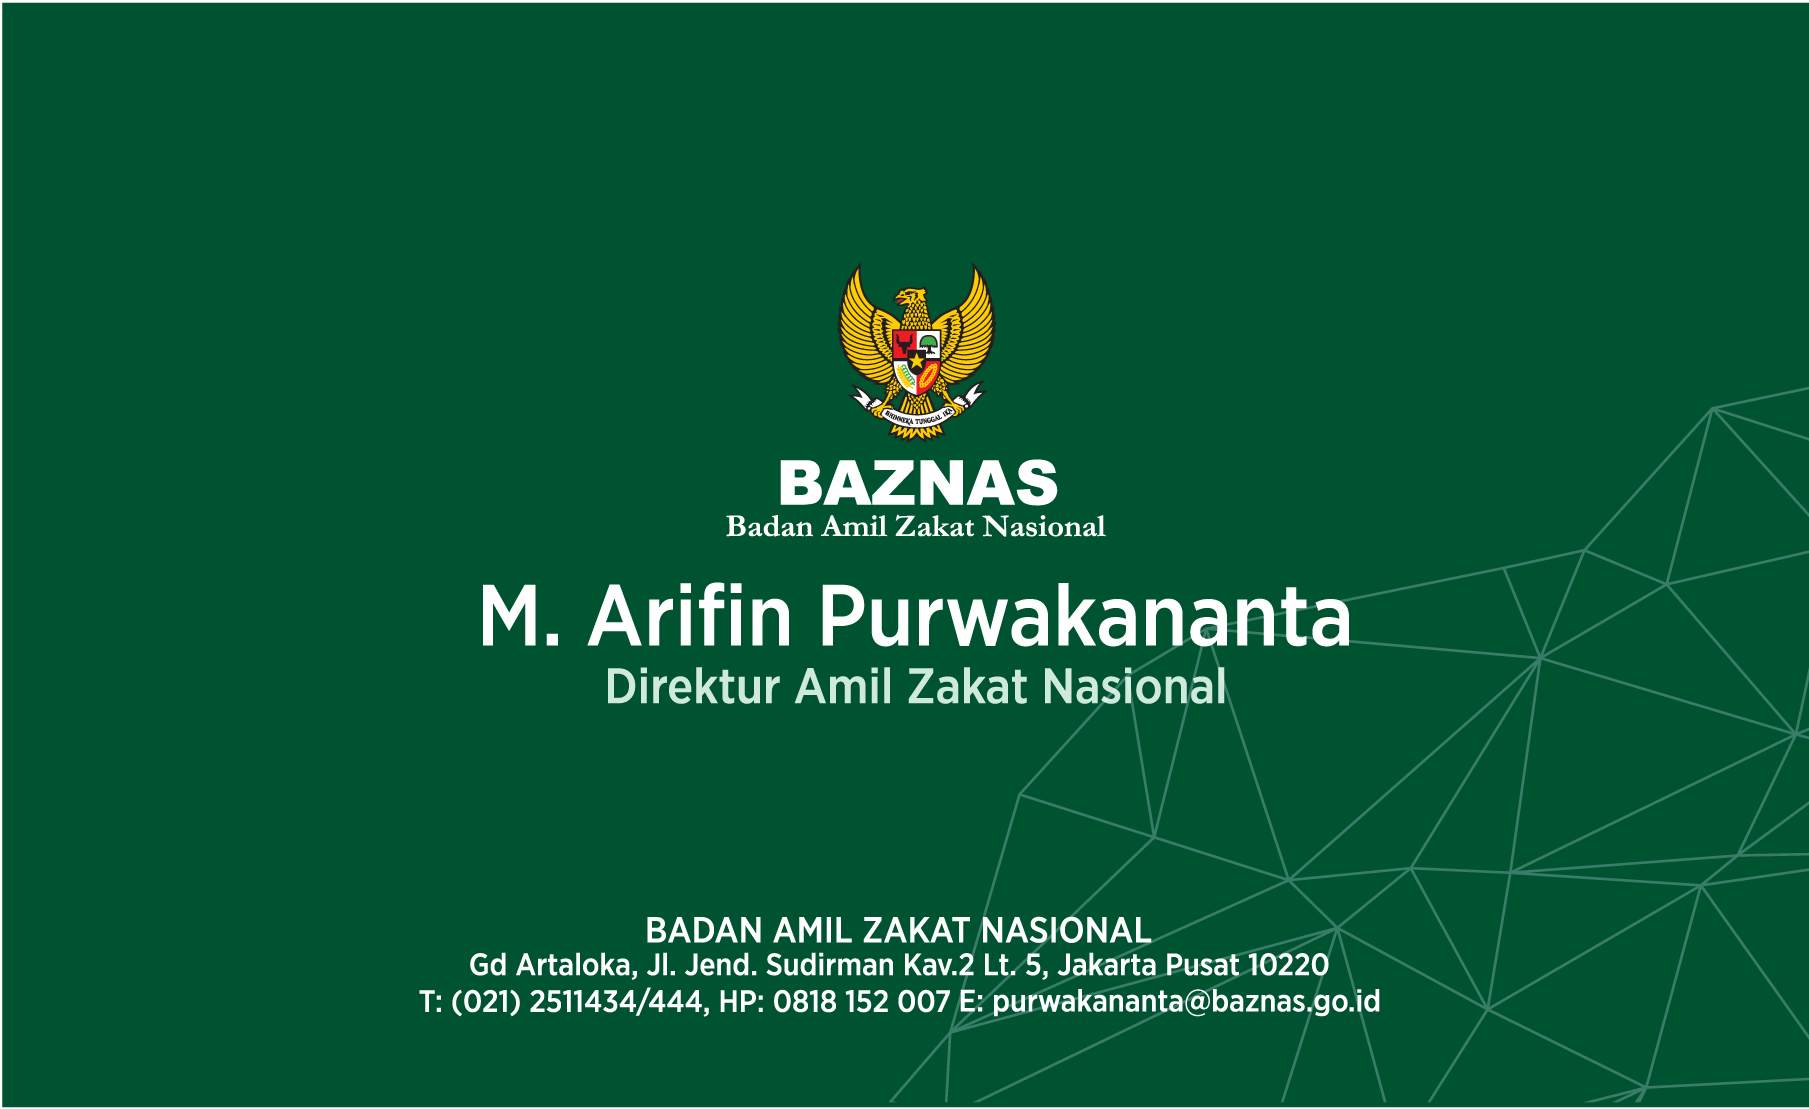 BHINNEKA TUNGGAL IKA
BAZNAS
Badan Amil Zakat Nasional
M. Arifin Purwakananta
Direktur Amil Zakat Nasional
BADAN AMIL ZAKAT NASIONAL
Gd Artaloka, Jl. Jend. Sudirman Kav.2 Lt. 5, Jakarta Pusat 10220
T: (021) 2511434/444, HP: 0818 152 007 E: purwakananta@baznas.go.id